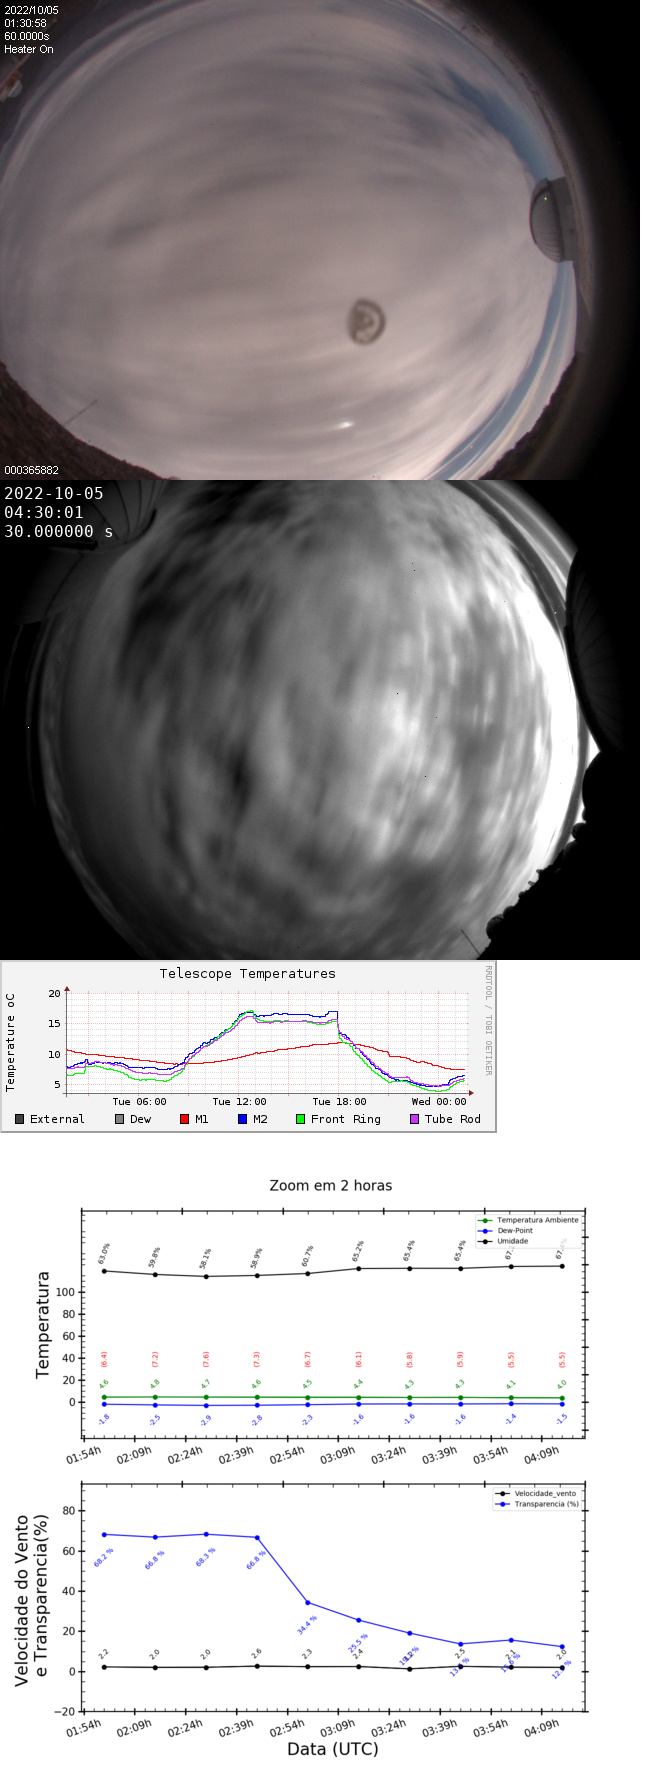 2022/10/05
01:30:58
60.0000s
Heater On
000365882
2022-10-05
04:30:01
30.000000 s
Telescope Temperatures
RRDTOOL / TOBI OETIKER
Temperature oC
20
15
10
5
Tue 06:00 Tue 12:00 Tue 18:00 Wed 00:00
External Dew M1 M2 Front Ring Tube Rod
Zoom em 2 horas
Temperatura Ambiente
Dew-Point
Umidade
63.0% 59.8% 58.1% 58.9% 60.7% 65.2% 65.4% 65.4%
Temperatura
100
80
60
40
20
0
(6.4) (7.2) (7.6) (7.3) (6.7) (6.1) (5.8) (5.9) (5.5) (5.5)
4.6 4.8 4.7 4.6 4.5 4.4 4.3 4.3 4.1 4.0
-1.8 -2.5 -2.9 -2.8 -2.3 -1.6 -1.6 -1.6 -1.4 -1.5
01:54h 02:09h 02:24h 02:39h 02:54h 03:09h 03:24h 03:39h 03:54h 04:09h
Velocidade_vento
Transparencia (%)
Velocidade do Vento
e Transparencia(%)
80
60
40
20
0
−20
68.2 % 66.8 % 68.3 % 66.8 % 34.4 % 25.5 %
2.2 2.0 2.0 2.6 2.3 2.4 2.5 2.1 2.0
01:54h 02:09h 02:24h 02:39h 02:54h 03:09h 03:24h 03:39h 03:54h 04:09h
Data (UTC)